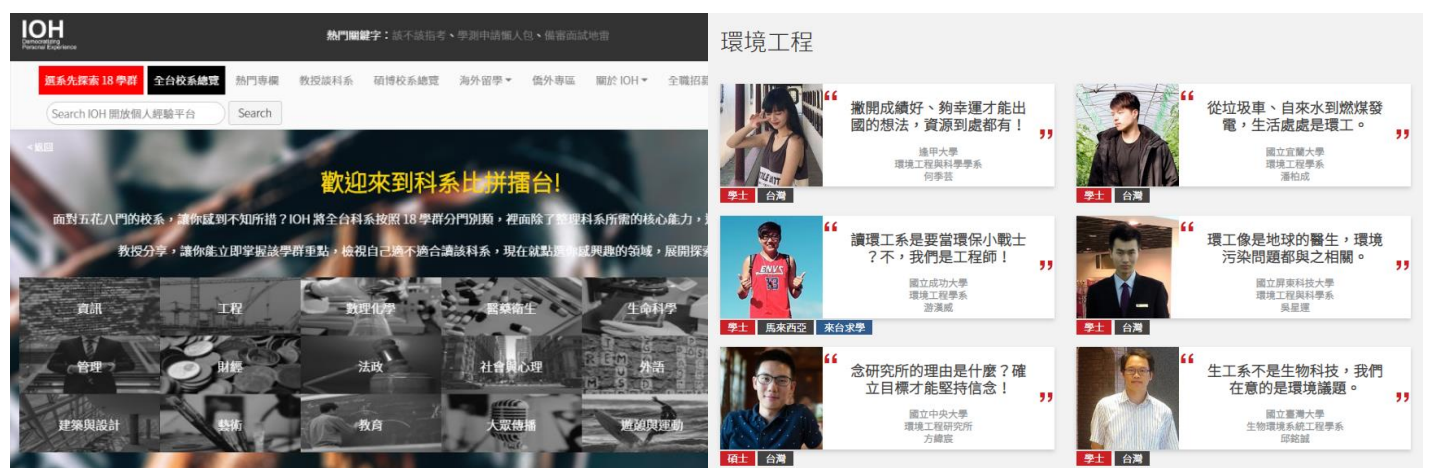 IOH
Democratizing
Personal Experience
熱門關鍵字：該不該指考、學測申請懶人包、備審面試地雷
選系先探索 18 學群
全台校系總覽
熱門專欄
教授談科系
碩博校系總覽
海外留學
僑外專區
關於 IOH
全職招募
Search IOH 開放個人經驗平台
Search
<返回
歡迎來到科系比拼擂台!
面對五花八門的校系，讓你感到不知所措？IOH 將全台科系按照 18 學群分門別類，裡面除了整理科系所需的核心能力，
教授分享，讓你能立即掌握該學群重點，檢視自己適不適合讀該科系，現在就點選你感興趣的領域，展開探索
資訊
工程
數理化學
醫藥衛生
生命科學
管理
財經
法政
社會與心理
外語
建築與設計
藝術
教育
大眾傳播
遊憩與運動
環境工程
撇開成績好、夠幸運才能出
國的想法，資源到處都有！
逢甲大學
環境工程與科學學系
何季芸
學士
台灣
從垃圾車、自來水到燃煤發
電，生活處處是環工。
國立宜蘭大學
環境工程學系
潘柏成
學士
台灣
讀環工系是要當環保小戰士
？不，我們是工程師！
國立成功大學
環境工程學系
游漢威
ENVS
13
學士
馬來西亞
來台求學
環工像是地球的醫生，環境
污染問題都與之相關。
國立屏東科技大學
環境工程與科學系
吳星運
學士
台灣
念研究所的理由是什麼？確
立目標才能堅持信念！
國立中央大學
環境工程研究所
方緯宸
碩士
台灣
生工系不是生物科技，我們
在意的是環境議題。
國立臺灣大學
生物環境系統工程學系
邱銘誠
學士
台灣